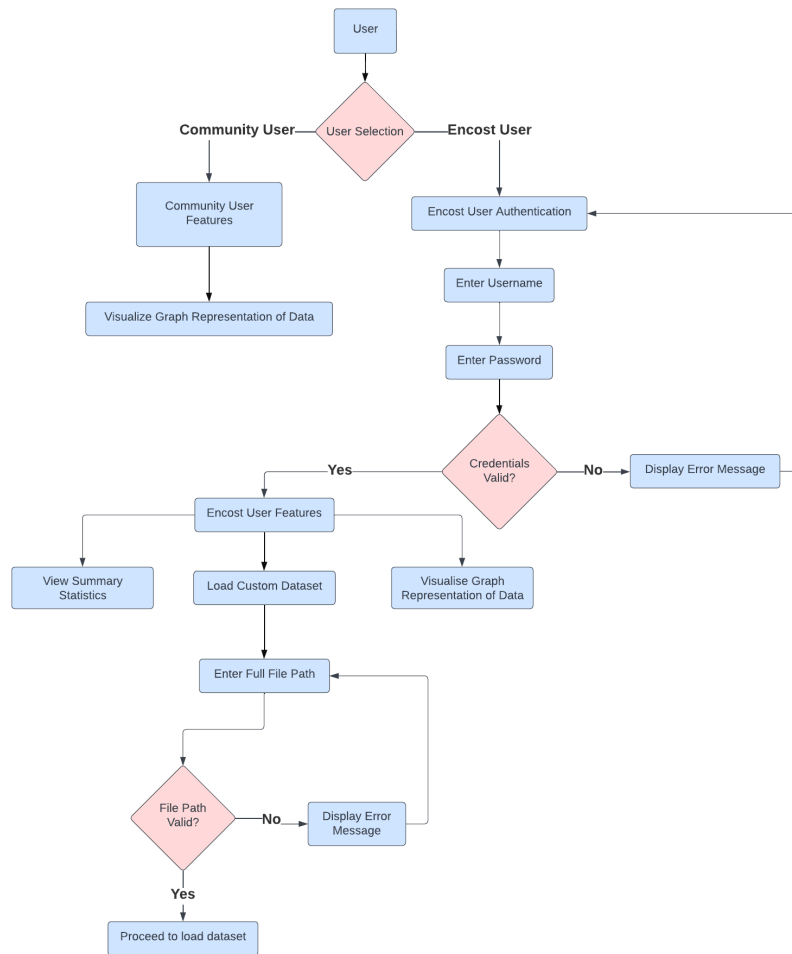 User
User Selection
Community User
Encost User
Community User
Features
Encost User Authentication
Visualize Graph Representation of Data
Enter Username
Enter Password
Credentials
Valid?
Yes
No
Display Error Message
Encost User Features
View Summary
Statistics
Load Custom Dataset
Visualise Graph
Representation of Data
Enter Full File Path
File Path
Valid?
No
Display Error
Message
Yes
Proceed to load dataset